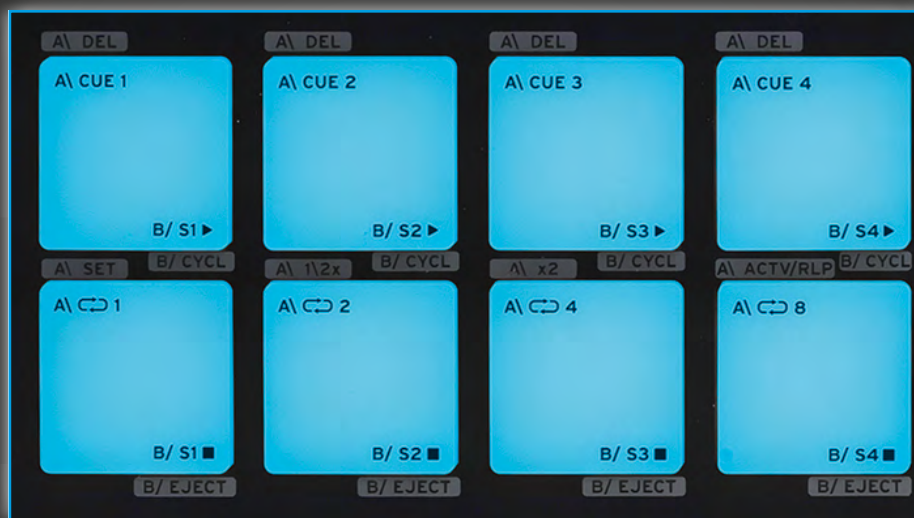 A\ DEL A\ DEL A\ DEL A\ DEL
A\ CUE 1 A\ CUE 2 A\ CUE 3 A\ CUE 4
B/ S1 ▶ B/ S2 ▶ B/ S3 ▶ B/ S4 ▶
A\ SET B/ CYCL A\ 1\2x B/ CYCL A\ x2 B/ CYCL A\ ACTV/RLP B/ CYCL
A\ 1 A\ 2 A\ 4 A\ 8
B/ S1 ■ B/ S2 ■ B/ S3 ■ B/ S4 ■
B/ EJECT B/ EJECT B/ EJECT B/ EJECT